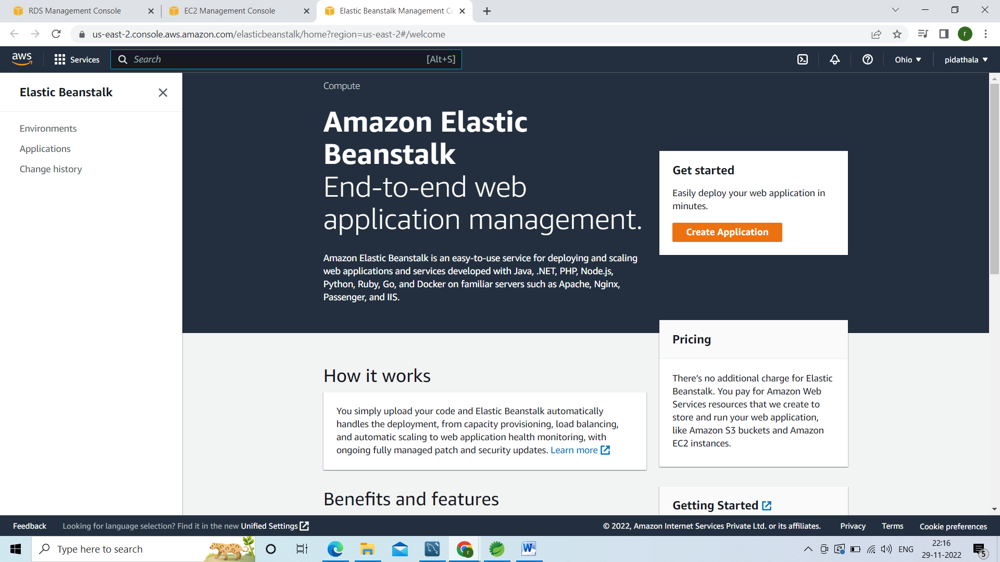 RDS Management Console
EC2 Management Console
Elastic Beanstalk Management Co
us-east-2.console.aws.amazon.com/elasticbeanstalk/home?region=us-east-2#/welcome
r
aws
Services
Search
[Alt+S]
Ohio
pidathala
Elastic Beanstalk
Environments
Applications
Change history
Compute
Amazon Elastic
Beanstalk
End-to-end web
application management.
Amazon Elastic Beanstalk is an easy-to-use service for deploying and scaling
web applications and services developed with Java, .NET, PHP, Node.js,
Python, Ruby, Go, and Docker on familiar servers such as Apache, Nginx,
Passenger, and IIS.
Get started
Easily deploy your web application in
minutes.
Create Application
Pricing
There's no additional charge for Elastic
Beanstalk. You pay for Amazon Web
Services resources that we create to
store and run your web application,
like Amazon S3 buckets and Amazon
EC2 instances.
How it works
You simply upload your code and Elastic Beanstalk automatically
handles the deployment, from capacity provisioning, load balancing,
and automatic scaling to web application health monitoring, with
ongoing fully managed patch and security updates. Learn more
Benefits and features
Getting Started
Feedback
Looking for language selection? Find it in the new Unified Settings
© 2022, Amazon Internet Services Private Ltd. or its affiliates.
Privacy
Terms
Cookie preferences
Type here to search
ENG
22:16
29-11-2022
5